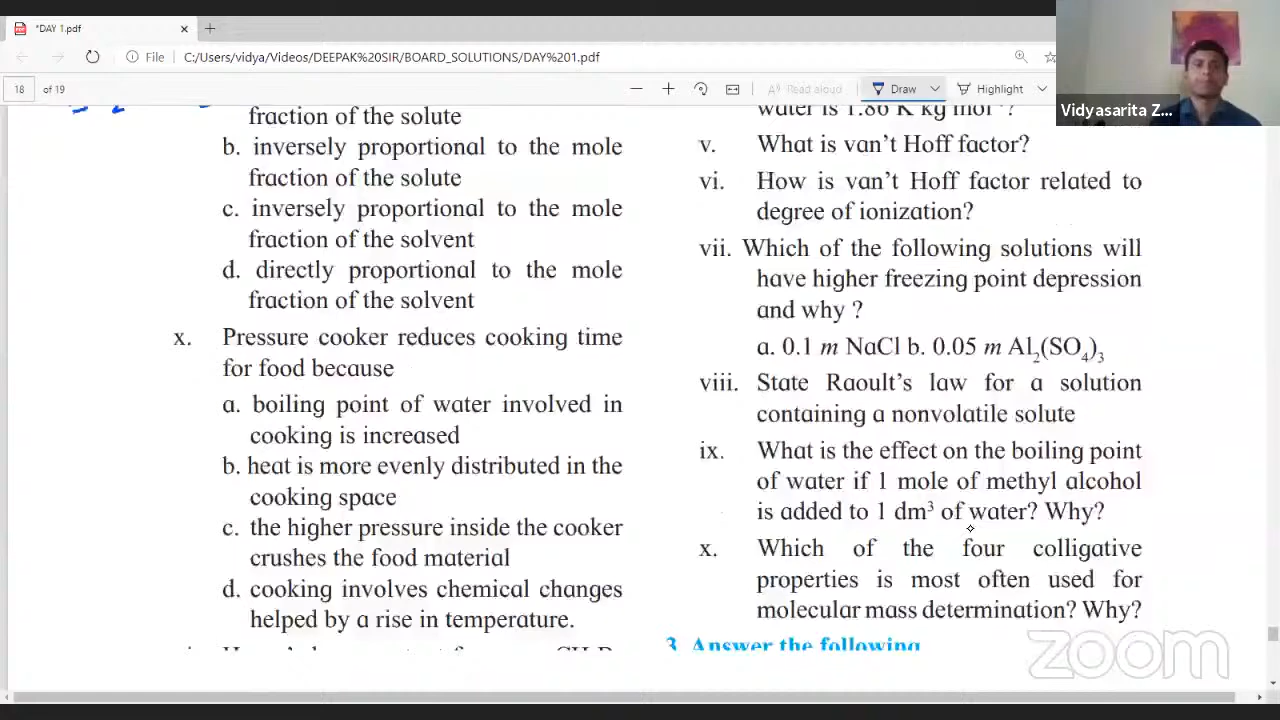 *DAY 1.pdf
File C:/Users/vidya/Videos/DEEPAK%20SIR/BOARD_SOLUTIONS/DAY%201.pdf
18 of 19
Read aloud Draw Highlight
Vidyasarita Z...
fraction of the solute
b. inversely proportional to the mole
fraction of the solute
c. inversely proportional to the mole
fraction of the solvent
d. directly proportional to the mole
fraction of the solvent
x. Pressure cooker reduces cooking time
for food because
a. boiling point of water involved in
cooking is increased
b. heat is more evenly distributed in the
cooking space
c. the higher pressure inside the cooker
crushes the food material
d. cooking involves chemical changes
helped by a rise in temperature.
water is 1.86 K kg mol⁻¹?
v. What is van’t Hoff factor?
vi. How is van’t Hoff factor related to
degree of ionization?
vii. Which of the following solutions will
have higher freezing point depression
and why ?
a. 0.1 m NaCl b. 0.05 m Al₂(SO₄)₃
viii. State Raoult’s law for a solution
containing a nonvolatile solute
ix. What is the effect on the boiling point
of water if 1 mole of methyl alcohol
is added to 1 dm³ of water? Why?
x. Which of the four colligative
properties is most often used for
molecular mass determination? Why?
3. Answer the following
zoom